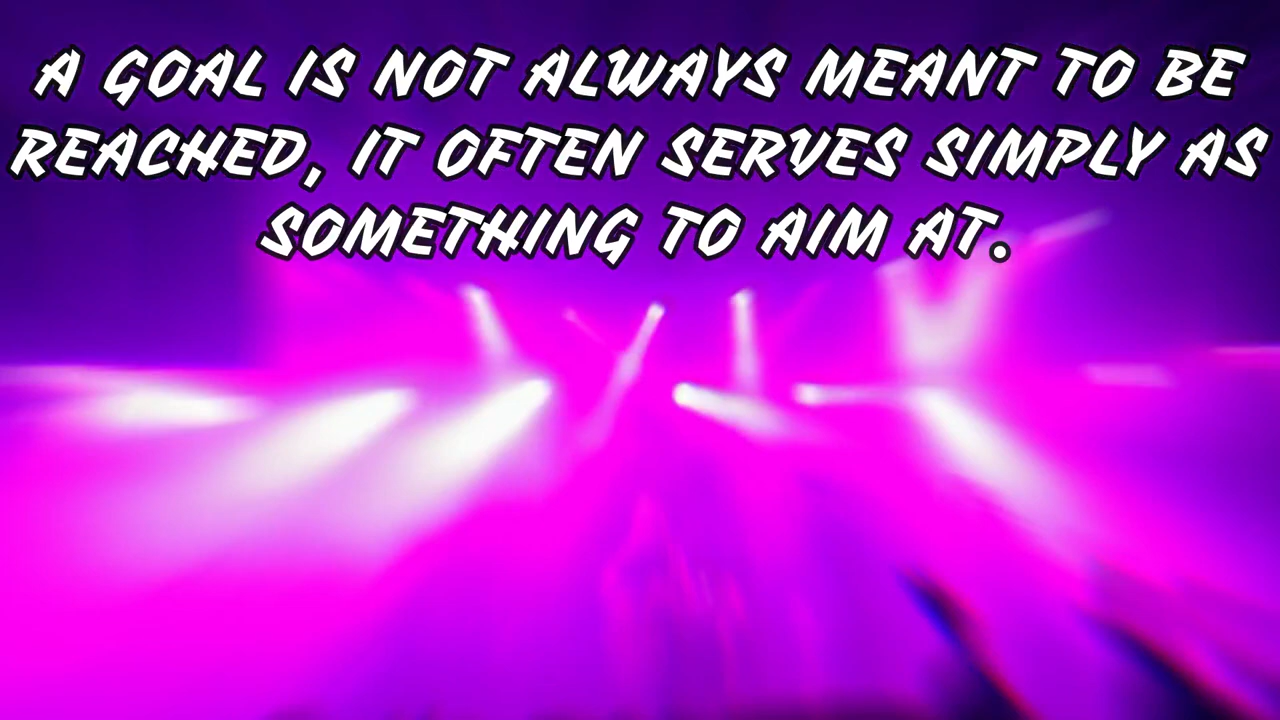 A GOAL IS NOT ALWAYS MEANT TO BE
REACHED, IT OFTEN SERVES SIMPLY AS
SOMETHING TO AIM AT.